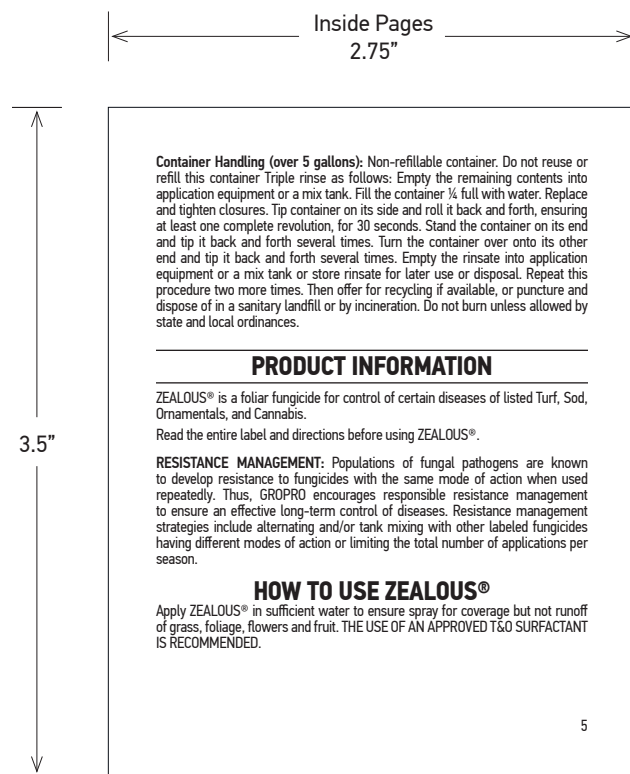 Inside Pages
2.75”
3.5”
Container Handling (over 5 gallons): Non-refillable container. Do not reuse or
refill this container Triple rinse as follows: Empty the remaining contents into
application equipment or a mix tank. Fill the container ¼ full with water. Replace
and tighten closures. Tip container on its side and roll it back and forth, ensuring
at least one complete revolution, for 30 seconds. Stand the container on its end
and tip it back and forth several times. Turn the container over onto its other
end and tip it back and forth several times. Empty the rinsate into application
equipment or a mix tank or store rinsate for later use or disposal. Repeat this
procedure two more times. Then offer for recycling if available, or puncture and
dispose of in a sanitary landfill or by incineration. Do not burn unless allowed by
state and local ordinances.
PRODUCT INFORMATION
ZEALOUS® is a foliar fungicide for control of certain diseases of listed Turf, Sod,
Ornamentals, and Cannabis.
Read the entire label and directions before using ZEALOUS®.
RESISTANCE MANAGEMENT: Populations of fungal pathogens are known
to develop resistance to fungicides with the same mode of action when used
repeatedly. Thus, GROPRO encourages responsible resistance management
to ensure an effective long-term control of diseases. Resistance management
strategies include alternating and/or tank mixing with other labeled fungicides
having different modes of action or limiting the total number of applications per
season.
HOW TO USE ZEALOUS®
Apply ZEALOUS® in sufficient water to ensure spray for coverage but not runoff
of grass, foliage, flowers and fruit. THE USE OF AN APPROVED T&O SURFACTANT
IS RECOMMENDED.
5